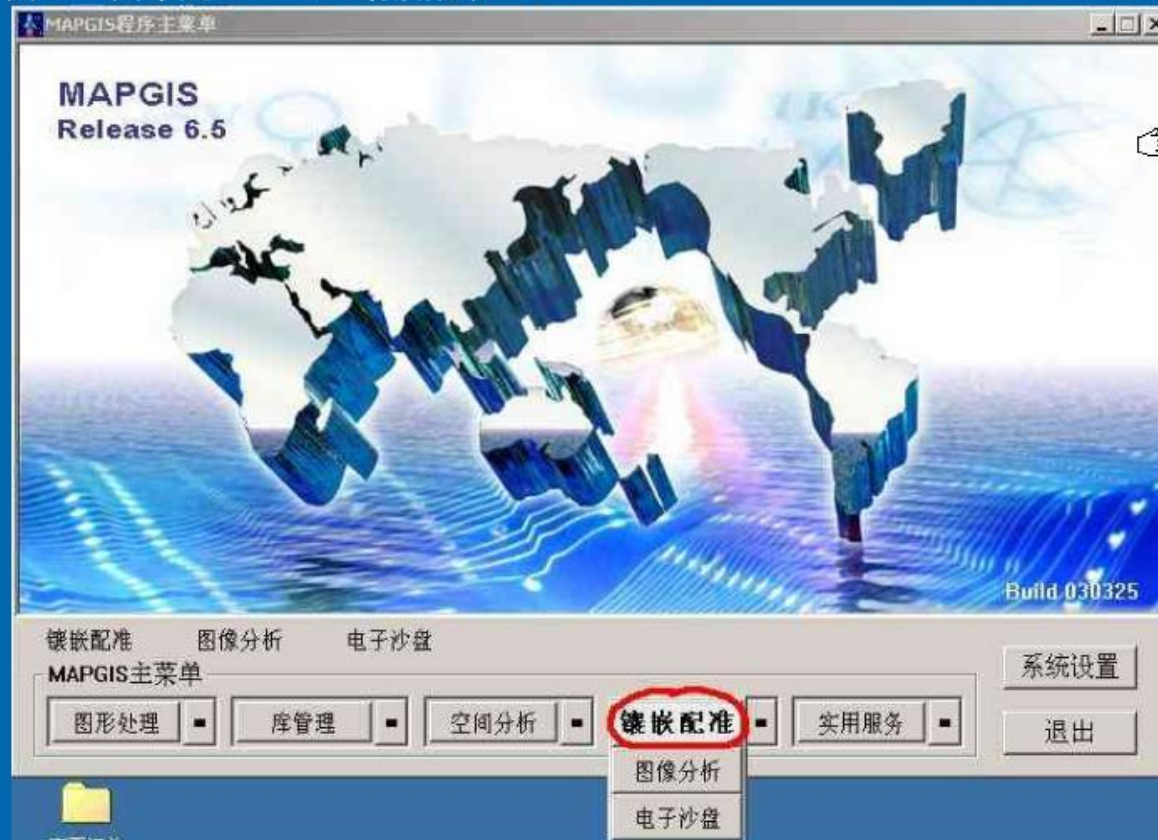 MAPGIS程序主菜单
MAPGIS
Release 6.5
Build 030325
镶嵌配准 图像分析 电子沙盘
MAPGIS主菜单
系统设置
图形处理 库管理 空间分析 镶嵌配准 实用服务
退出
图像分析
电子沙盘